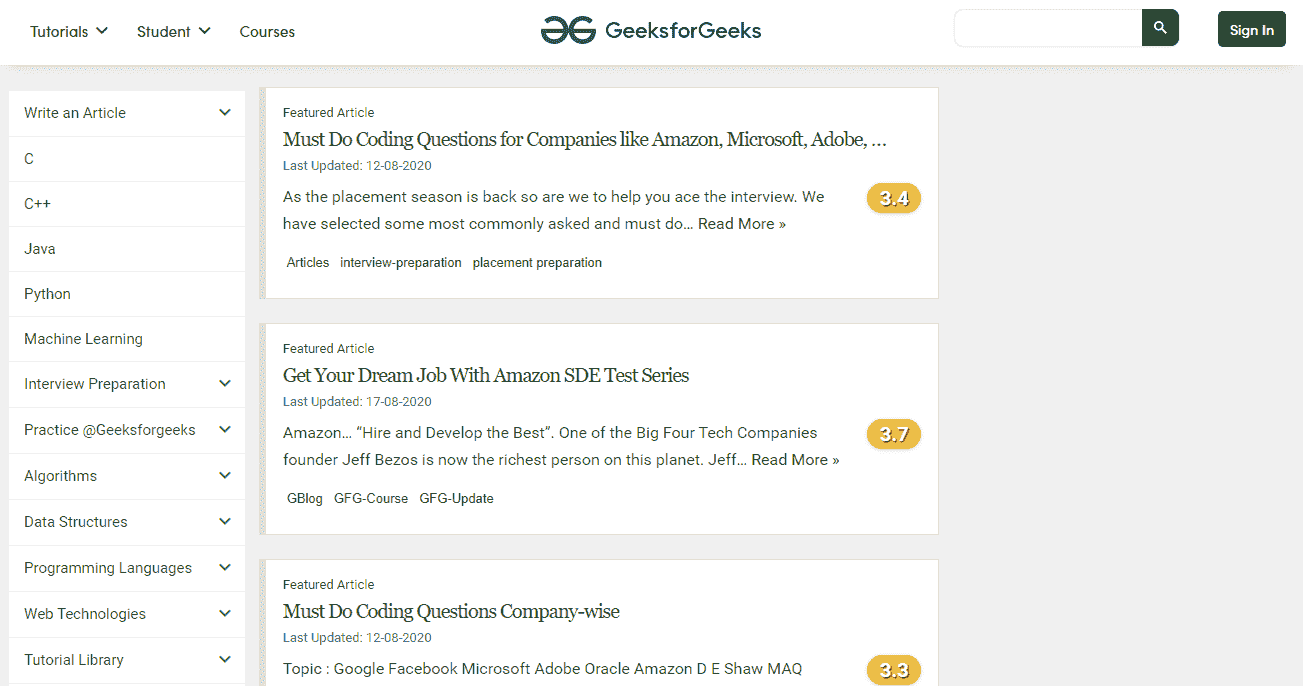 Tutorials Student Courses
GeeksforGeeks
Sign In
Write an Article
C
C++
Java
Python
Machine Learning
Interview Preparation
Practice @Geeksforgeeks
Algorithms
Data Structures
Programming Languages
Web Technologies
Tutorial Library
Featured Article
Must Do Coding Questions for Companies like Amazon, Microsoft, Adobe, ...
Last Updated: 12-08-2020
As the placement season is back so are we to help you ace the interview. We
have selected some most commonly asked and must do... Read More »
3.4
Articles interview-preparation placement preparation
Featured Article
Get Your Dream Job With Amazon SDE Test Series
Last Updated: 17-08-2020
Amazon... “Hire and Develop the Best”. One of the Big Four Tech Companies
founder Jeff Bezos is now the richest person on this planet. Jeff... Read More »
3.7
GBlog GFG-Course GFG-Update
Featured Article
Must Do Coding Questions Company-wise
Last Updated: 12-08-2020
Topic : Google Facebook Microsoft Adobe Oracle Amazon D E Shaw MAQ
3.3